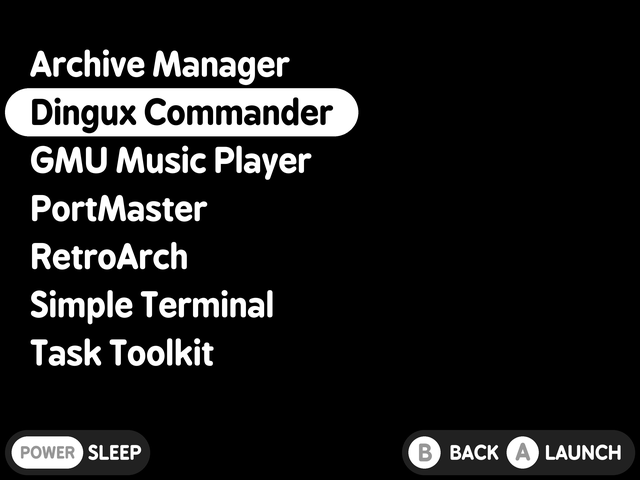 Archive Manager
Dingux Commander
GMU Music Player
PortMaster
RetroArch
Simple Terminal
Task Toolkit
POWER SLEEP
B BACK A LAUNCH